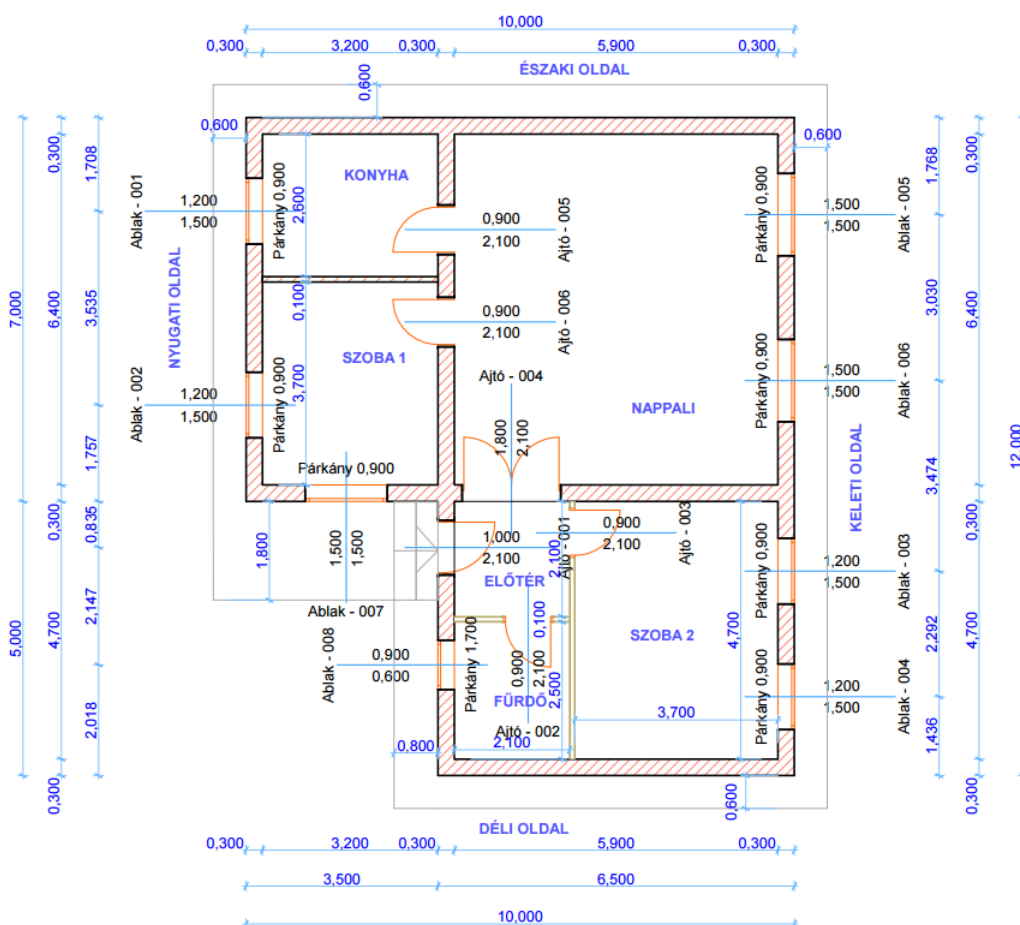 10,000
0,300 3,200 0,300 5,900 0,300
ÉSZAKI OLDAL
0,600
0,600
0,600
KONYHA
Párkány 0,900
2,600
Ablak - 001
1,200
1,500
NYUGATI OLDAL
0,300
1,708
7,000
6,400
3,535
0,100
0,900
2,100
Ajtó - 005
0,900
2,100
Ajtó - 006
SZOBA 1
3,700
Párkány 0,900
Ablak - 002
1,200
1,500
1,757
Párkány 0,900
Ajtó - 004
1,800
2,100
NAPPALI
Párkány 0,900
1,500
1,500
Ablak - 005
1,768
0,300
3,030
6,400
Párkány 0,900
1,500
1,500
Ablak - 006
KELETI OLDAL
3,474
12,000
0,300
0,835
1,800
1,500
1,500
Ablak - 007
1,000
2,100
Ajtó - 001
2,100
0,900
2,100
Ajtó - 003
ELŐTÉR
0,100
SZOBA 2
4,700
Párkány 0,900
1,200
1,500
Ablak - 003
0,300
5,000
4,700
2,147
2,292
4,700
Ablak - 008
0,900
0,600
Párkány 1,700
0,900
2,100
2,500
FÜRDŐ
Ajtó - 002
2,100
3,700
Párkány 0,900
1,200
1,500
Ablak - 004
2,018
0,800
1,436
0,300
0,600
0,300
DÉLI OLDAL
0,300 3,200 0,300 5,900 0,300
3,500 6,500
10,000